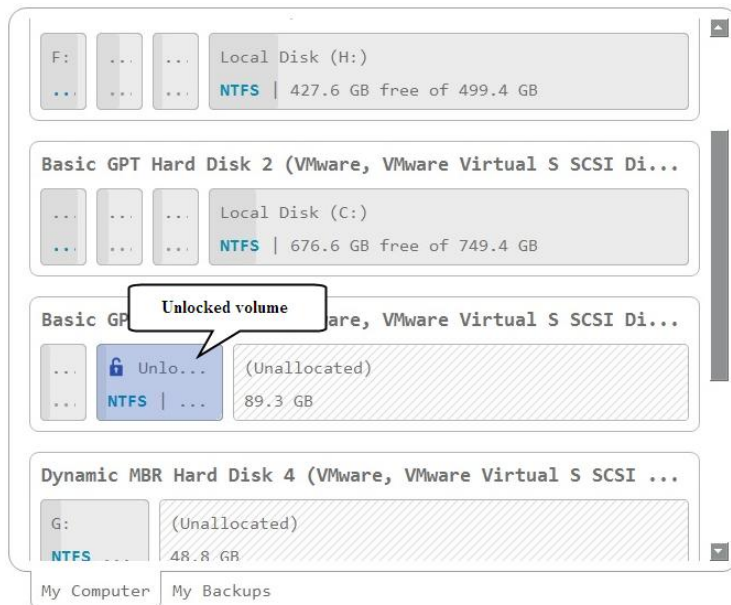 F:
...
...
Local Disk (H:)
...
...
...
NTFS | 427.6 GB free of 499.4 GB
Basic GPT Hard Disk 2 (VMware, VMware Virtual S SCSI Di...
...
...
...
Local Disk (C:)
...
...
...
NTFS | 676.6 GB free of 749.4 GB
Unlocked volume
Basic GP
are, VMware Virtual S SCSI Di...
...
Unlo...
(Unallocated)
...
NTFS | ...
89.3 GB
Dynamic MBR Hard Disk 4 (VMware, VMware Virtual S SCSI ...
G:
(Unallocated)
NTFS ...
48.8 GB
My Computer
My Backups